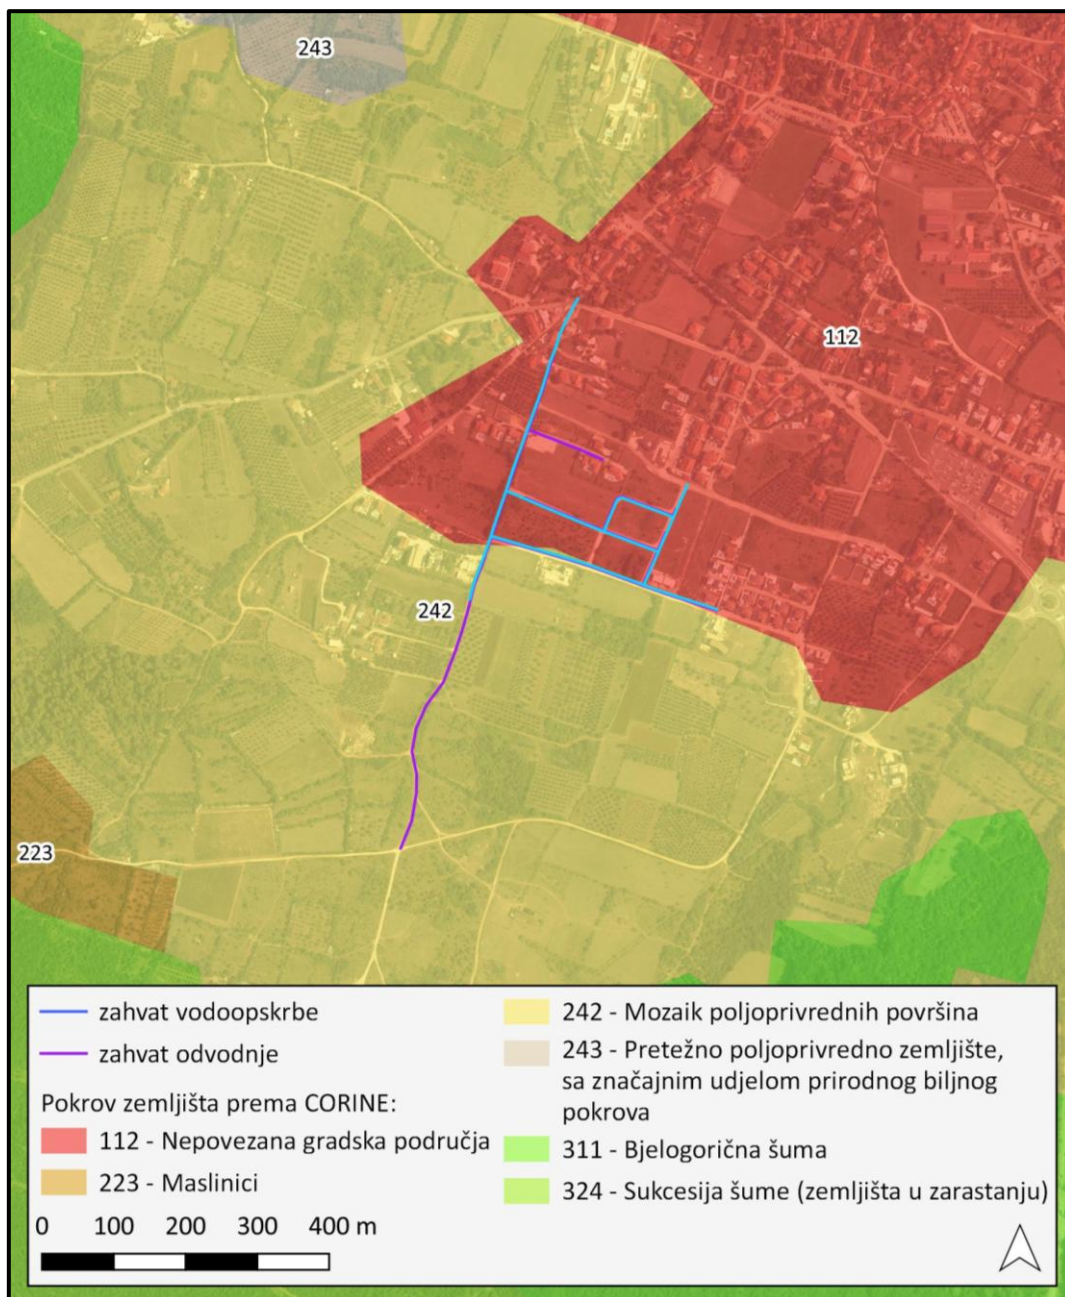 243
112
242
223
zahvat vodoopskrbe
zahvat odvodnje
Pokrov zemljišta prema CORINE:
112 - Nepovezana gradska područja
223 - Maslinici
242 - Mozaik poljoprivrednih površina
243 - Pretežno poljoprivredno zemljište,
sa značajnim udjelom prirodnog biljnog
pokrova
311 - Bjelogorična šuma
324 - Sukcesija šume (zemljišta u zarastanju)
0 100 200 300 400 m